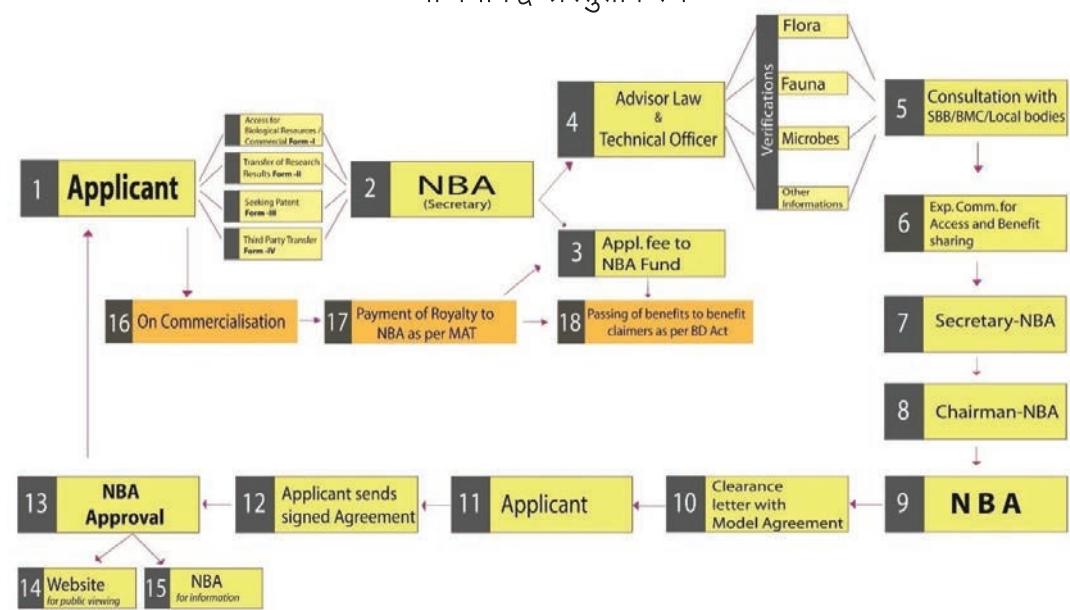 1 Applicant
Access for
Biological Resources /
Commercial Form -I
Transfer of Research
Results Form -II
Seeking Patent
Form -III
Third Party Transfer
Form -IV
2 NBA
(Secretary)
3 Appl. fee to
NBA Fund
4 Advisor Law
&
Technical Officer
Verifications
Flora
Fauna
Microbes
Other
Informations
5 Consultation with
SBB/BMC/Local bodies
6 Exp. Comm. for
Access and Benefit
sharing
7 Secretary-NBA
8 Chairman-NBA
9 NBA
10 Clearance
letter with
Model Agreement
11 Applicant
12 Applicant sends
signed Agreement
13 NBA
Approval
14 Website
for public viewing
15 NBA
for information
16 On Commercialisation
17 Payment of Royalty to
NBA as per MAT
18 Passing of benefits to benefit
claimers as per BD Act